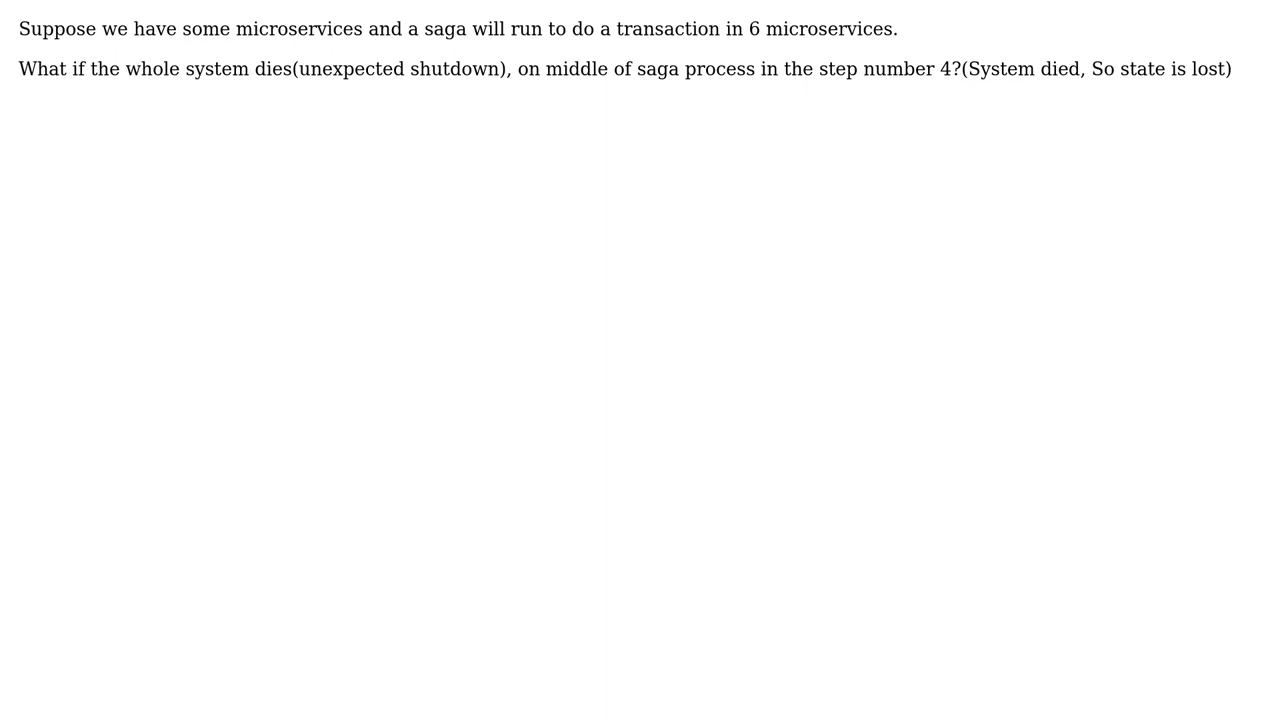 Suppose we have some microservices and a saga will run to do a transaction in 6 microservices.
What if the whole system dies(unexpected shutdown), on middle of saga process in the step number 4?(System died, So state is lost)